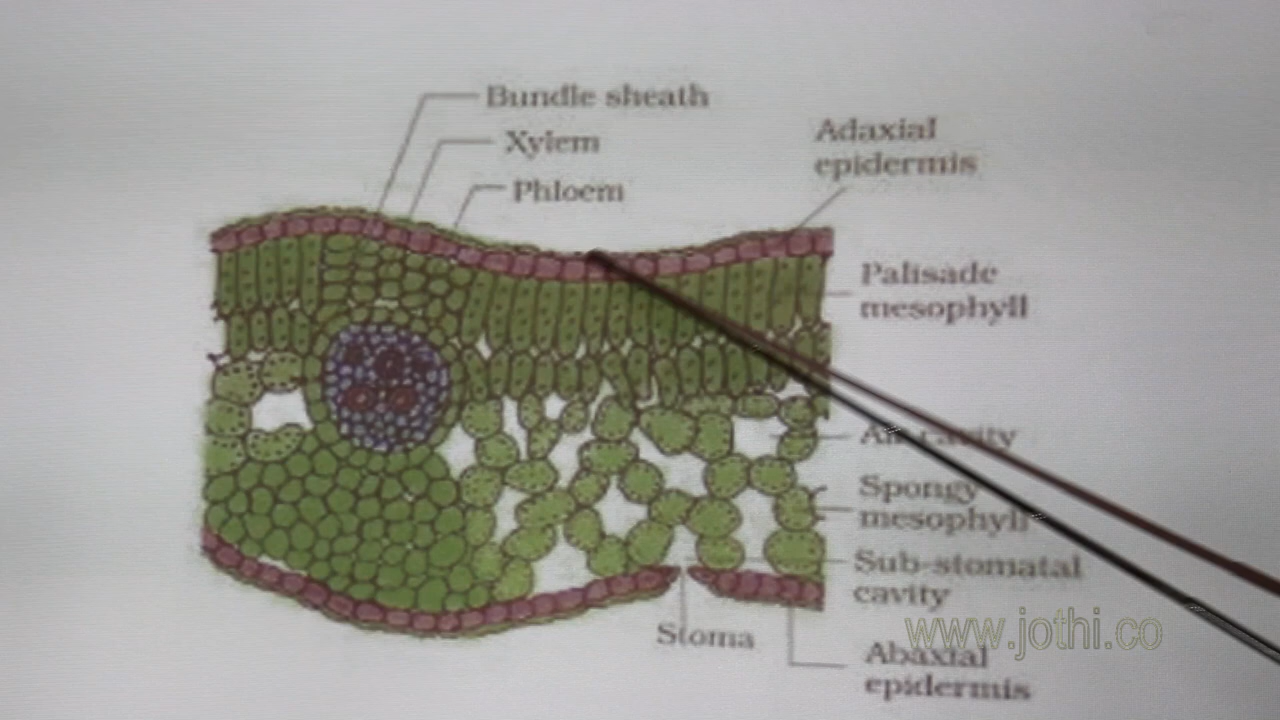 Bundle sheath
Xylem
Phloem
Adaxial
epidermis
Palisade
mesophyll
Air cavity
Spongy
mesophyll
Sub-stomatal
cavity
Stoma
Abaxial
epidermis
www.jothi.co